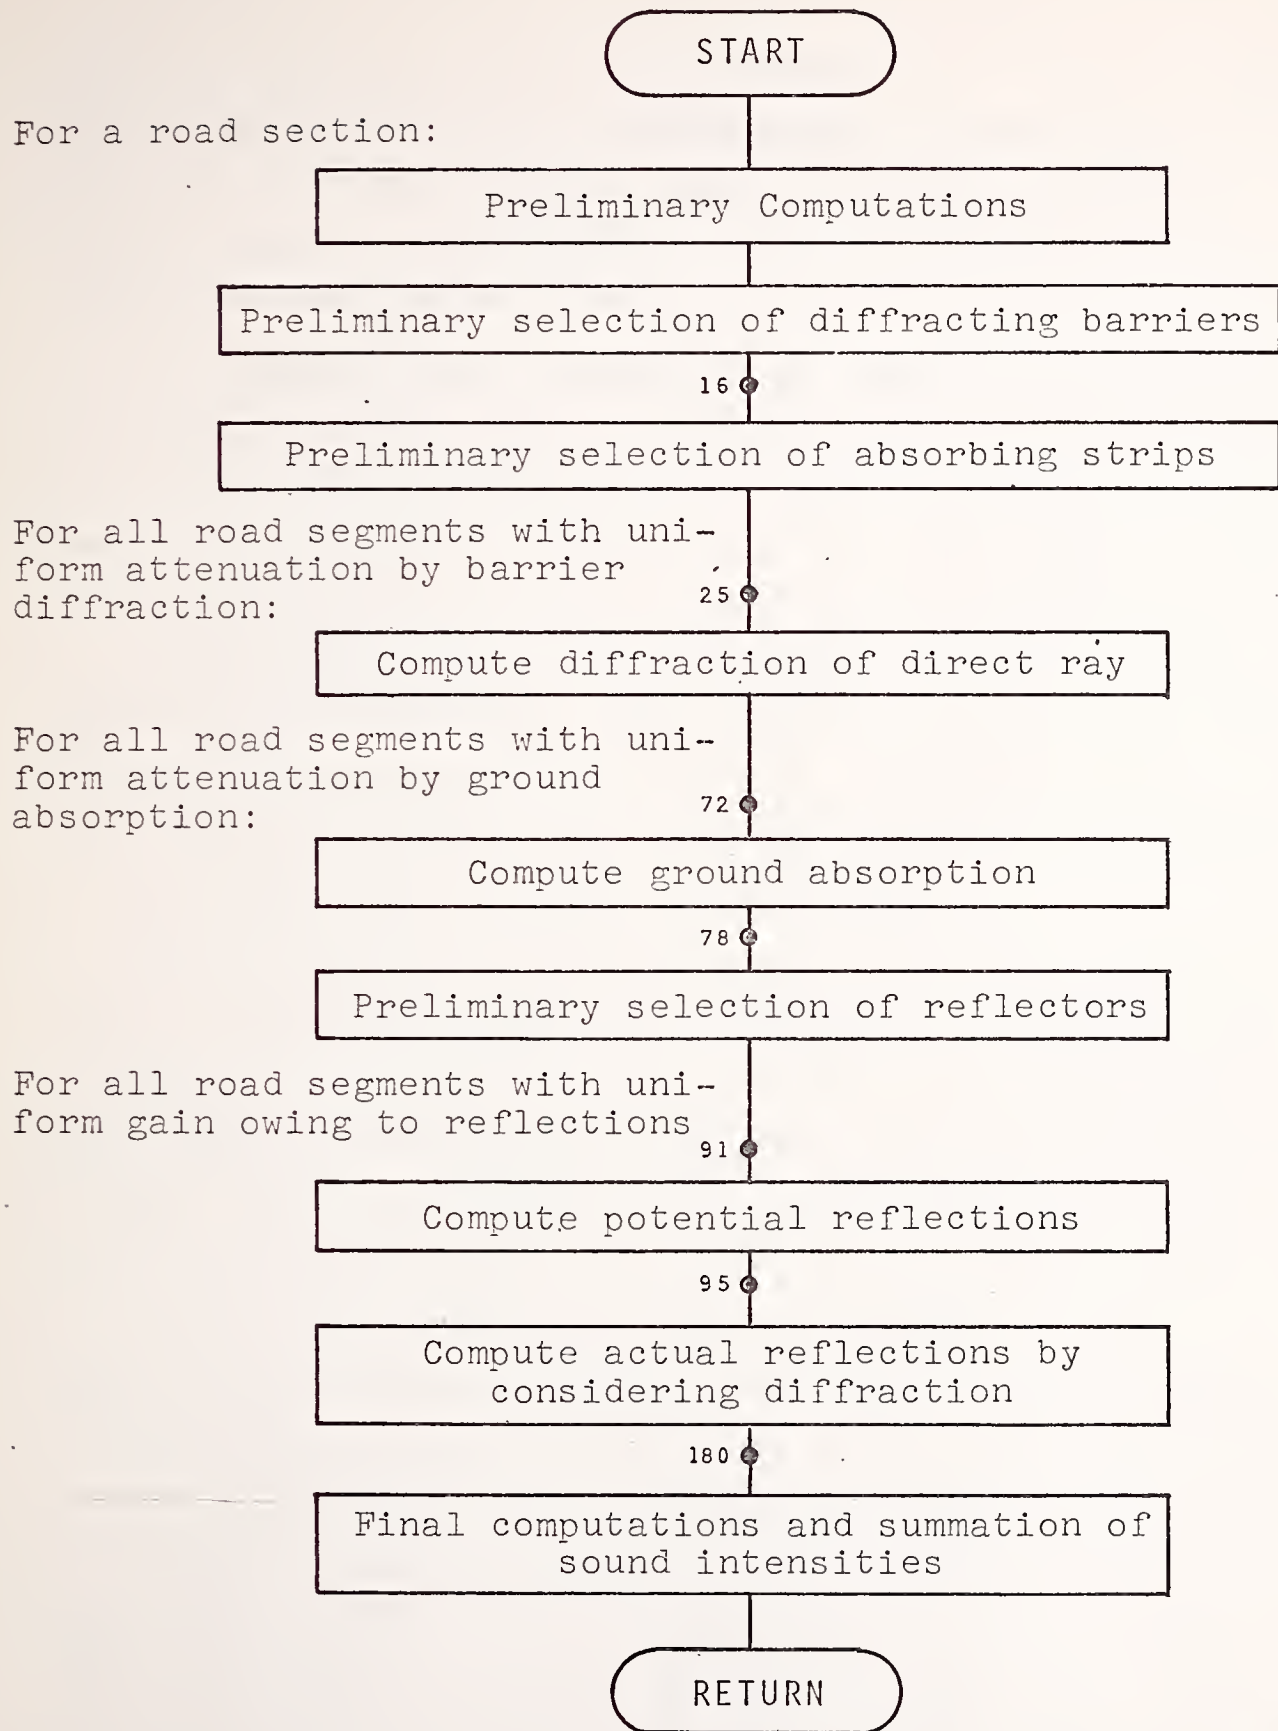 START
For a road section:
Preliminary Computations
Preliminary selection of diffracting barriers
16
Preliminary selection of absorbing strips
For all road segments with uni-
form attenuation by barrier
diffraction:
25
Compute diffraction of direct ray
For all road segments with uni-
form attenuation by ground
absorption:
72
Compute ground absorption
78
Preliminary selection of reflectors
For all road segments with uni-
form gain owing to reflections
91
Compute potential reflections
95
Compute actual reflections by
considering diffraction
180
Final computations and summation of
sound intensities
RETURN